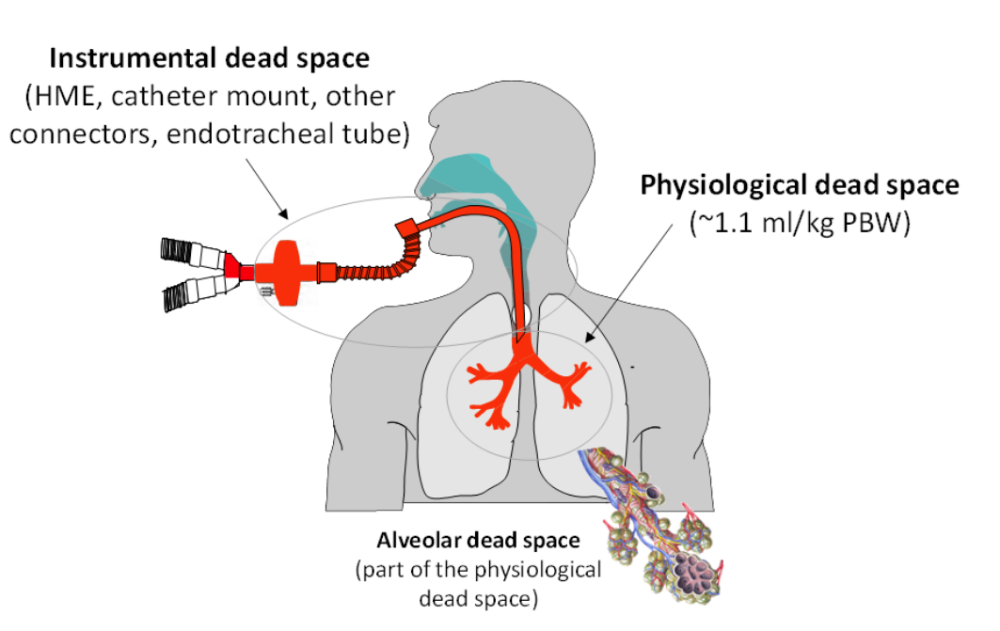 Instrumental dead space
(HME, catheter mount, other
connectors, endotracheal tube)
Physiological dead space
(~1.1 ml/kg PBW)
Alveolar dead space
(part of the physiological
dead space)